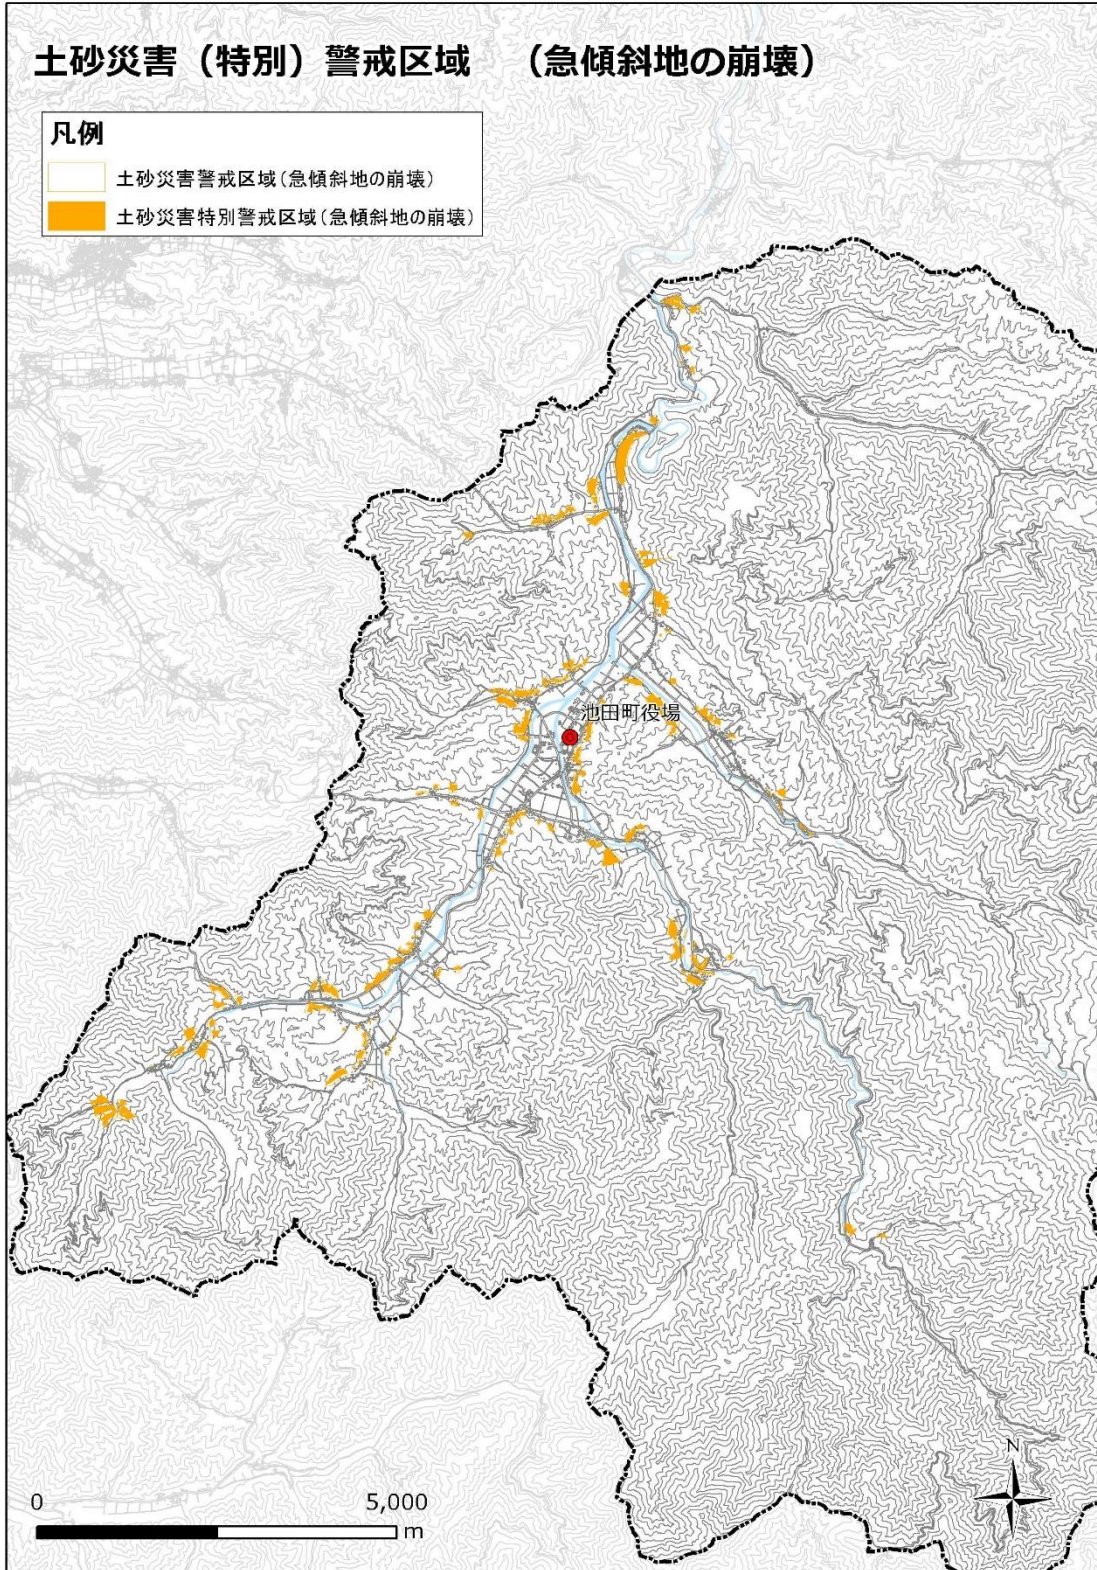 土砂災害（特別）警戒区域　（急傾斜地の崩壊）
凡例
土砂災害警戒区域(急傾斜地の崩壊)
土砂災害特別警戒区域(急傾斜地の崩壊)
池田町役場
N
0 5,000
m